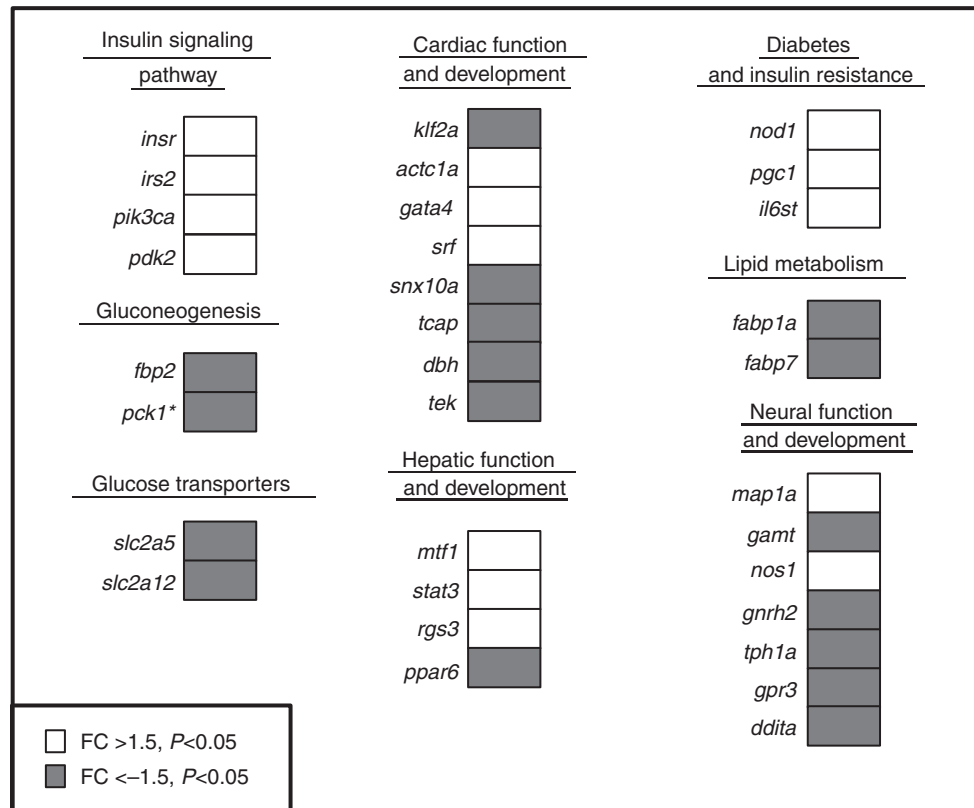 Insulin signaling
pathway
insr
irs2
pik3ca
pdk2
Gluconeogenesis
fbp2
pck1*
Glucose transporters
slc2a5
slc2a12
Cardiac function
and development
klf2a
actc1a
gata4
srf
snx10a
tcap
dbh
tek
Hepatic function
and development
mtf1
stat3
rgs3
ppar6
Diabetes
and insulin resistance
nod1
pgc1
il6st
Lipid metabolism
fabp1a
fabp7
Neural function
and development
map1a
gamt
nos1
gnrh2
tph1a
gpr3
ddita
FC >1.5, P<0.05
FC <–1.5, P<0.05